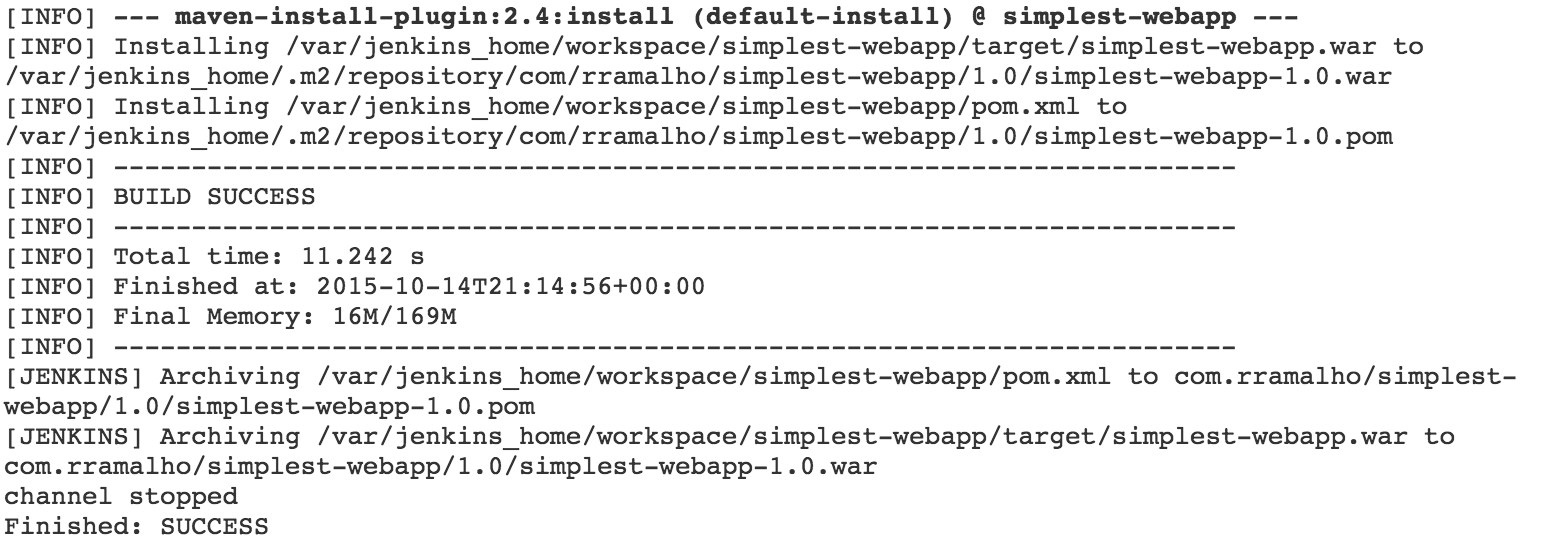 [INFO] --- maven-install-plugin:2.4:install (default-install) @ simplest-webapp ---
[INFO] Installing /var/jenkins_home/workspace/simplest-webapp/target/simplest-webapp.war to
/var/jenkins_home/.m2/repository/com/rramalho/simplest-webapp/1.0/simplest-webapp-1.0.war
[INFO] Installing /var/jenkins_home/workspace/simplest-webapp/pom.xml to
/var/jenkins_home/.m2/repository/com/rramalho/simplest-webapp/1.0/simplest-webapp-1.0.pom
[INFO] ------------------------------------------------------------------------
[INFO] BUILD SUCCESS
[INFO] ------------------------------------------------------------------------
[INFO] Total time: 11.242 s
[INFO] Finished at: 2015-10-14T21:14:56+00:00
[INFO] Final Memory: 16M/169M
[INFO] ------------------------------------------------------------------------
[JENKINS] Archiving /var/jenkins_home/workspace/simplest-webapp/pom.xml to com.rramalho/simplest-
webapp/1.0/simplest-webapp-1.0.pom
[JENKINS] Archiving /var/jenkins_home/workspace/simplest-webapp/target/simplest-webapp.war to
com.rramalho/simplest-webapp/1.0/simplest-webapp-1.0.war
channel stopped
Finished: SUCCESS